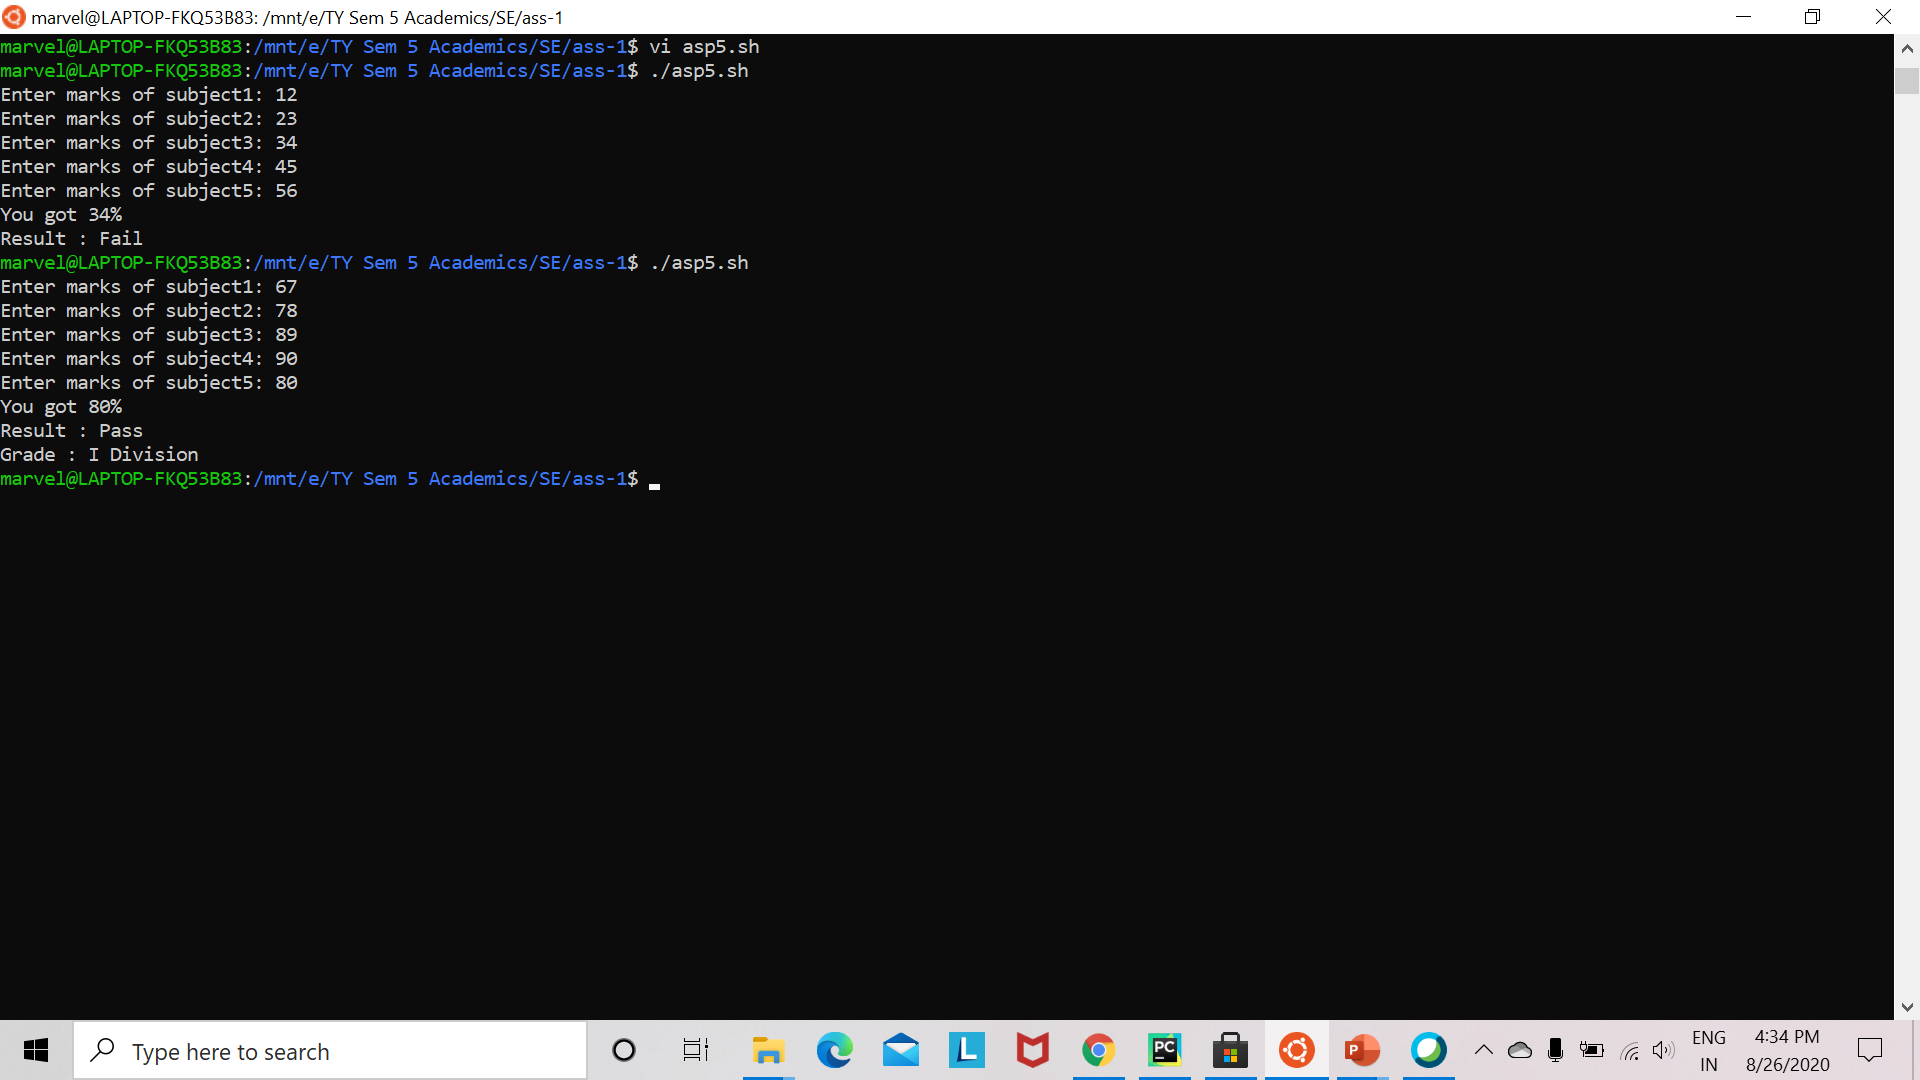 marvel@LAPTOP-FKQ53B83: /mnt/e/TY Sem 5 Academics/SE/ass-1
marvel@LAPTOP-FKQ53B83:/mnt/e/TY Sem 5 Academics/SE/ass-1$ vi asp5.sh
marvel@LAPTOP-FKQ53B83:/mnt/e/TY Sem 5 Academics/SE/ass-1$ ./asp5.sh
Enter marks of subject1: 12
Enter marks of subject2: 23
Enter marks of subject3: 34
Enter marks of subject4: 45
Enter marks of subject5: 56
You got 34%
Result : Fail
marvel@LAPTOP-FKQ53B83:/mnt/e/TY Sem 5 Academics/SE/ass-1$ ./asp5.sh
Enter marks of subject1: 67
Enter marks of subject2: 78
Enter marks of subject3: 89
Enter marks of subject4: 90
Enter marks of subject5: 80
You got 80%
Result : Pass
Grade : I Division
marvel@LAPTOP-FKQ53B83:/mnt/e/TY Sem 5 Academics/SE/ass-1$
Type here to search
L
PC
P
ENG
IN
4:34 PM
8/26/2020